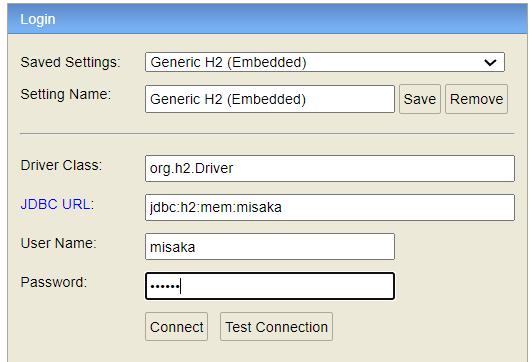 Login
Saved Settings: Generic H2 (Embedded)
Setting Name: Generic H2 (Embedded) Save Remove
Driver Class: org.h2.Driver
JDBC URL: jdbc:h2:mem:misaka
User Name: misaka
Password: ••••••
Connect Test Connection